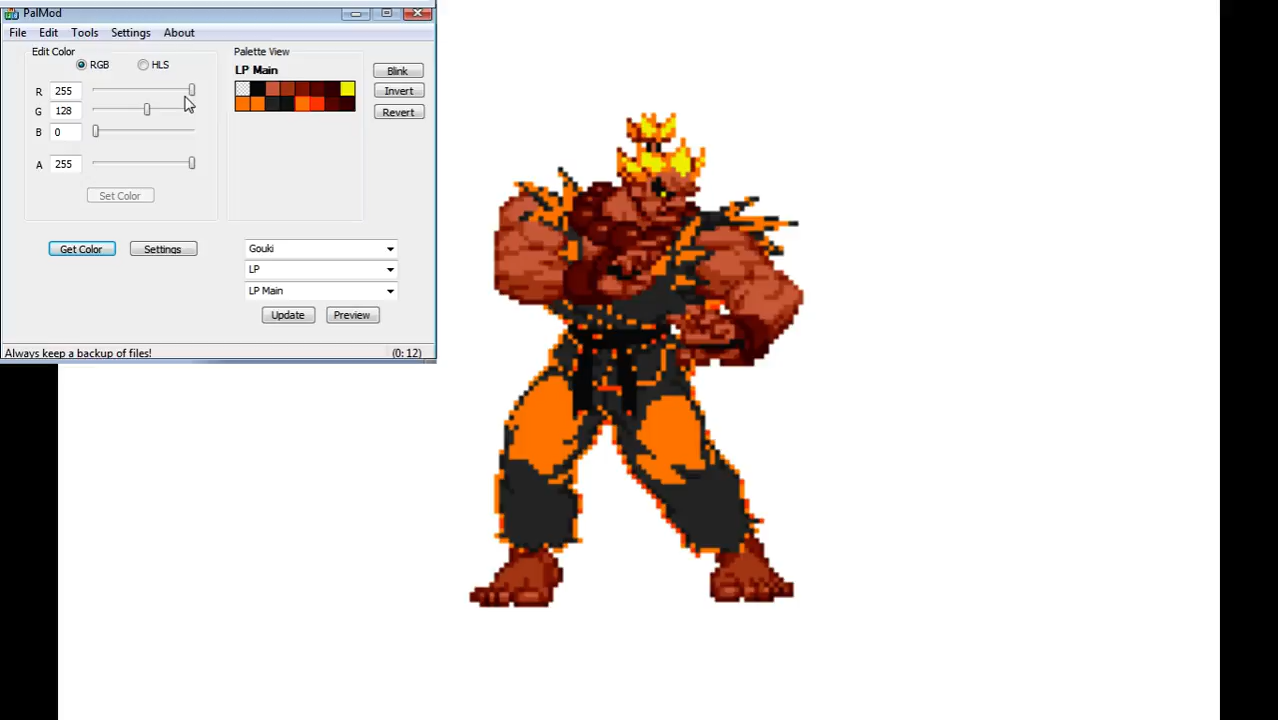 PalMod
File Edit Tools Settings About
Edit Color
RGB HLS
R 255
G 128
B 0
A 255
Set Color
Get Color Settings
Palette View
LP Main
Blink
Invert
Revert
Gouki
LP
LP Main
Update Preview
Always keep a backup of files! (0: 12)